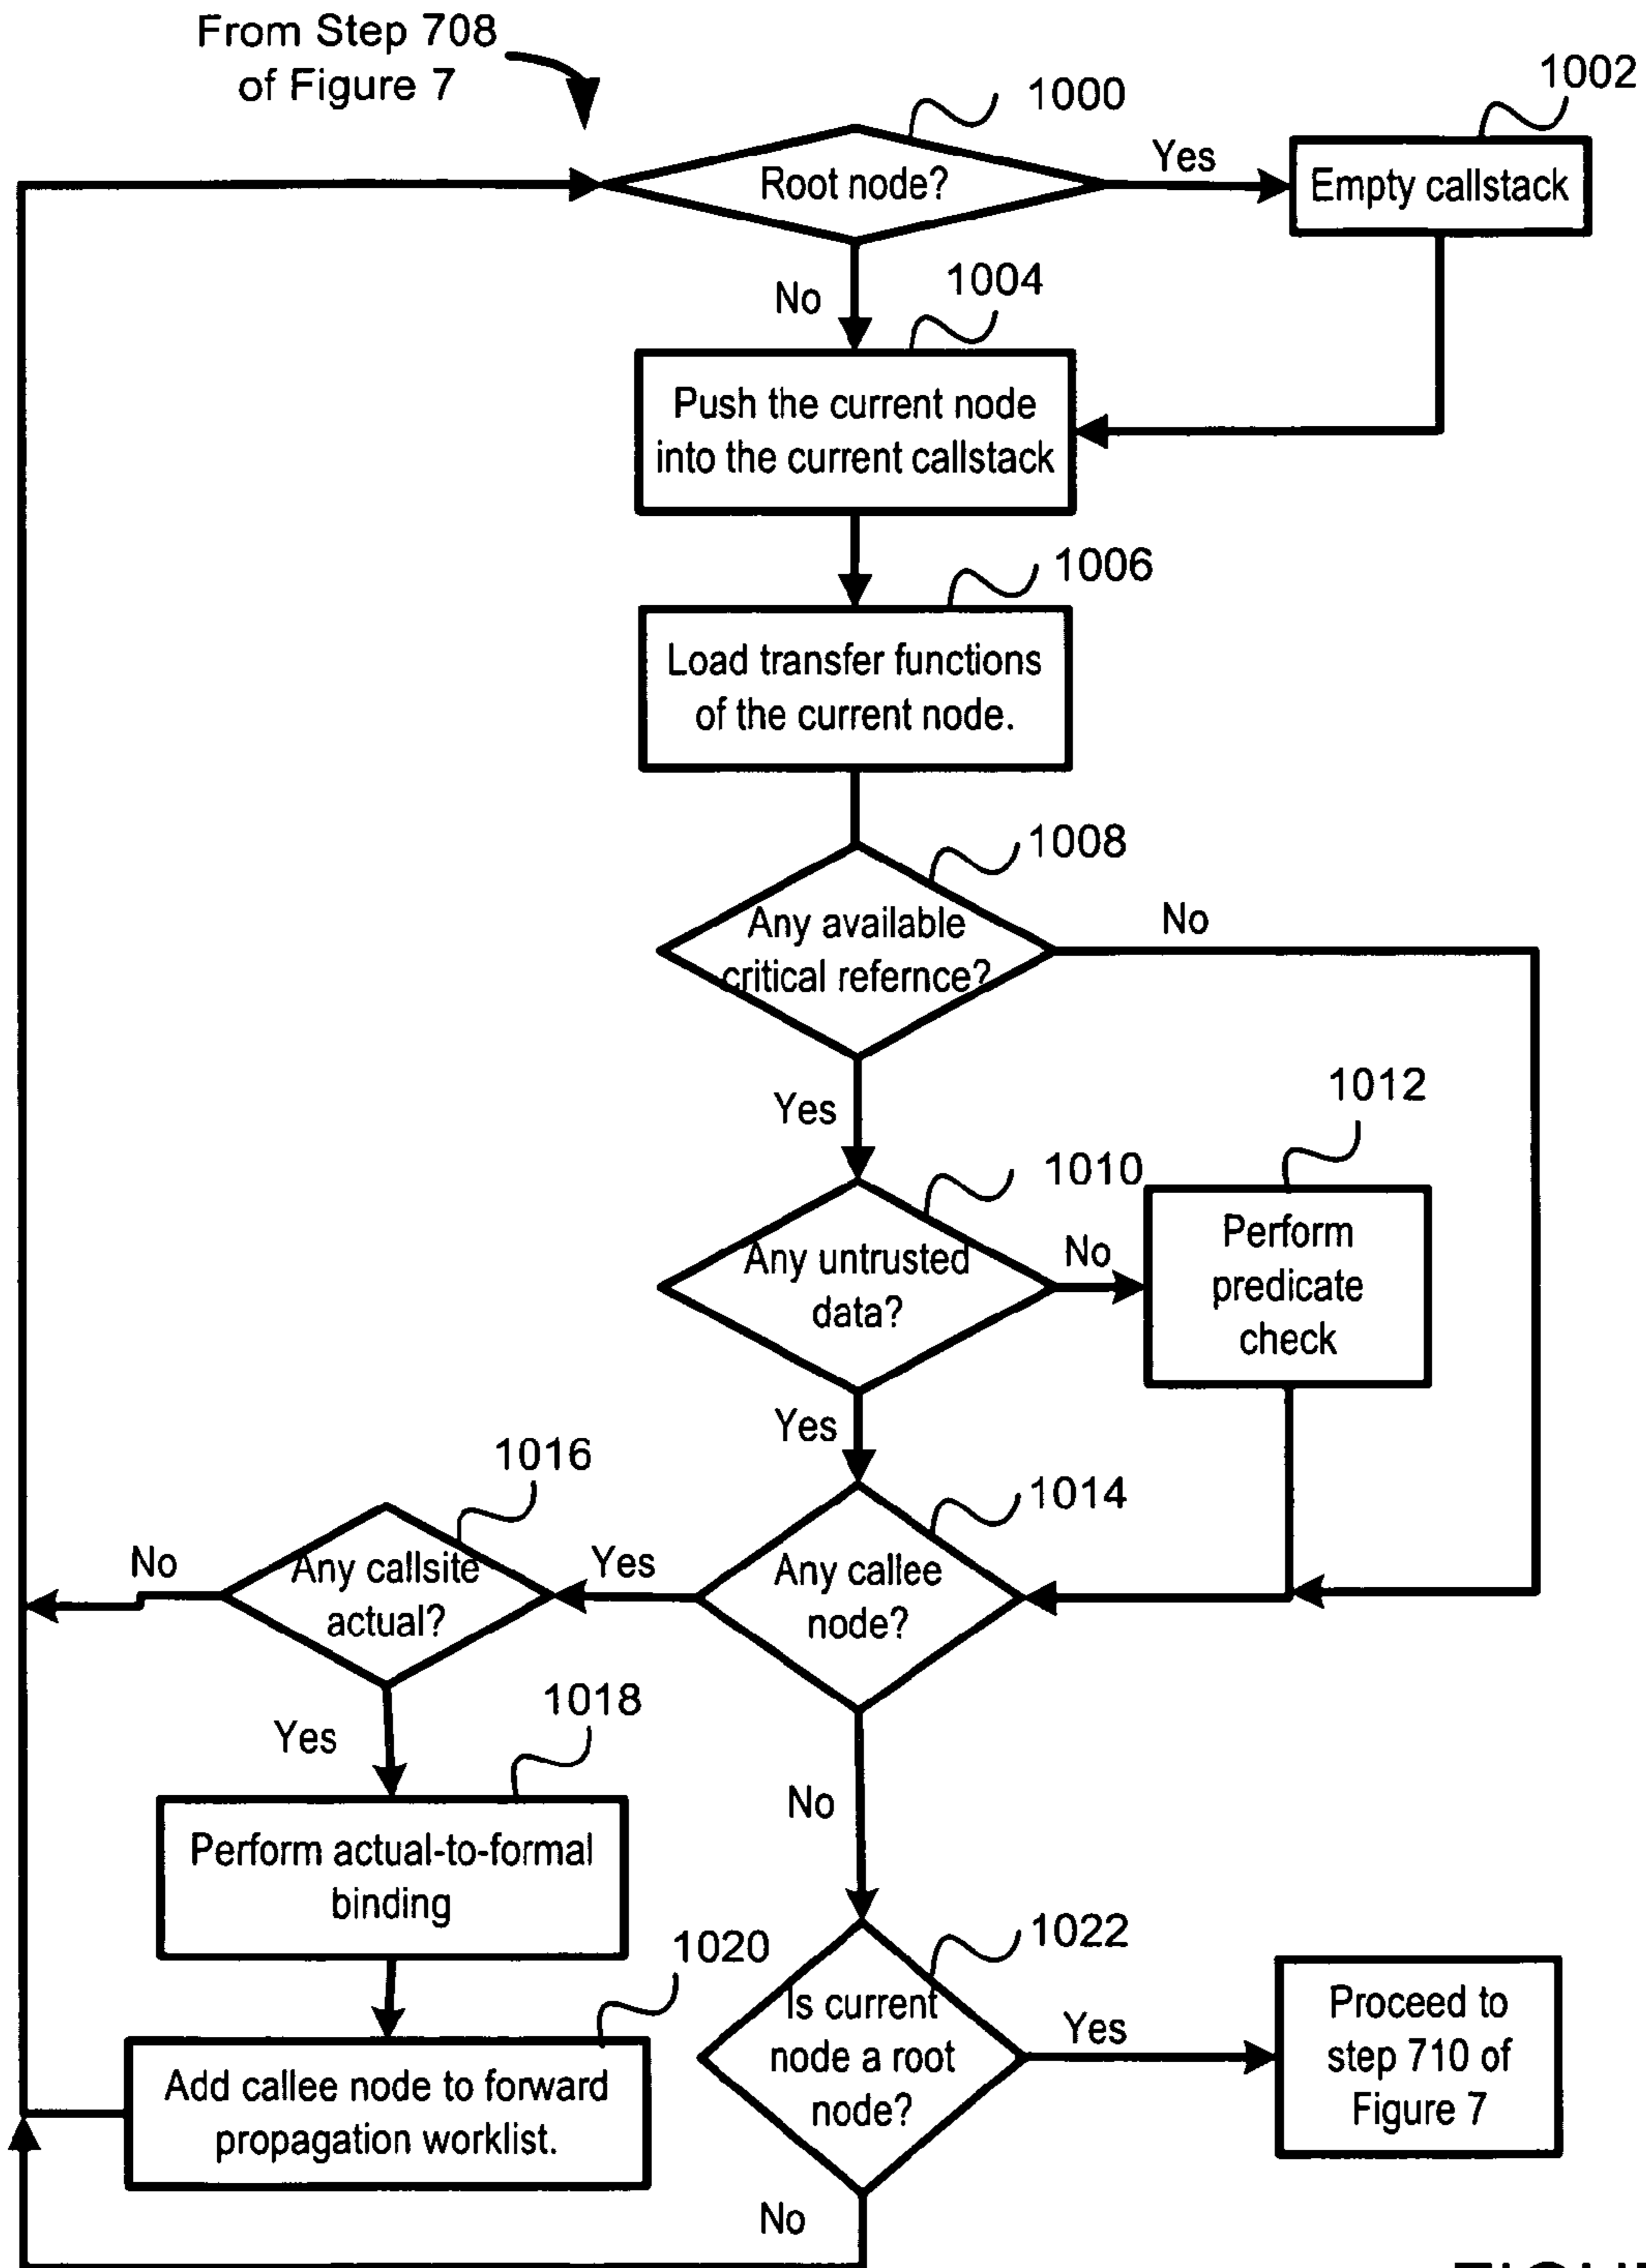 From Step 708
of Figure 7
1000
1002
Root node?
Yes
Empty callstack
No
1004
Push the current node
into the current callstack
1006
Load transfer functions
of the current node.
1008
Any available
critical refernce?
No
Yes
1012
1010
Any untrusted
data?
No
Perform
predicate
check
Yes
1016
1014
No
Any callsite
actual?
Yes
Any callee
node?
Yes
1018
No
Perform actual-to-formal
binding
1020
1022
Is current
node a root
node?
Yes
Proceed to
step 710 of
Figure 7
Add callee node to forward
propagation worklist.
No